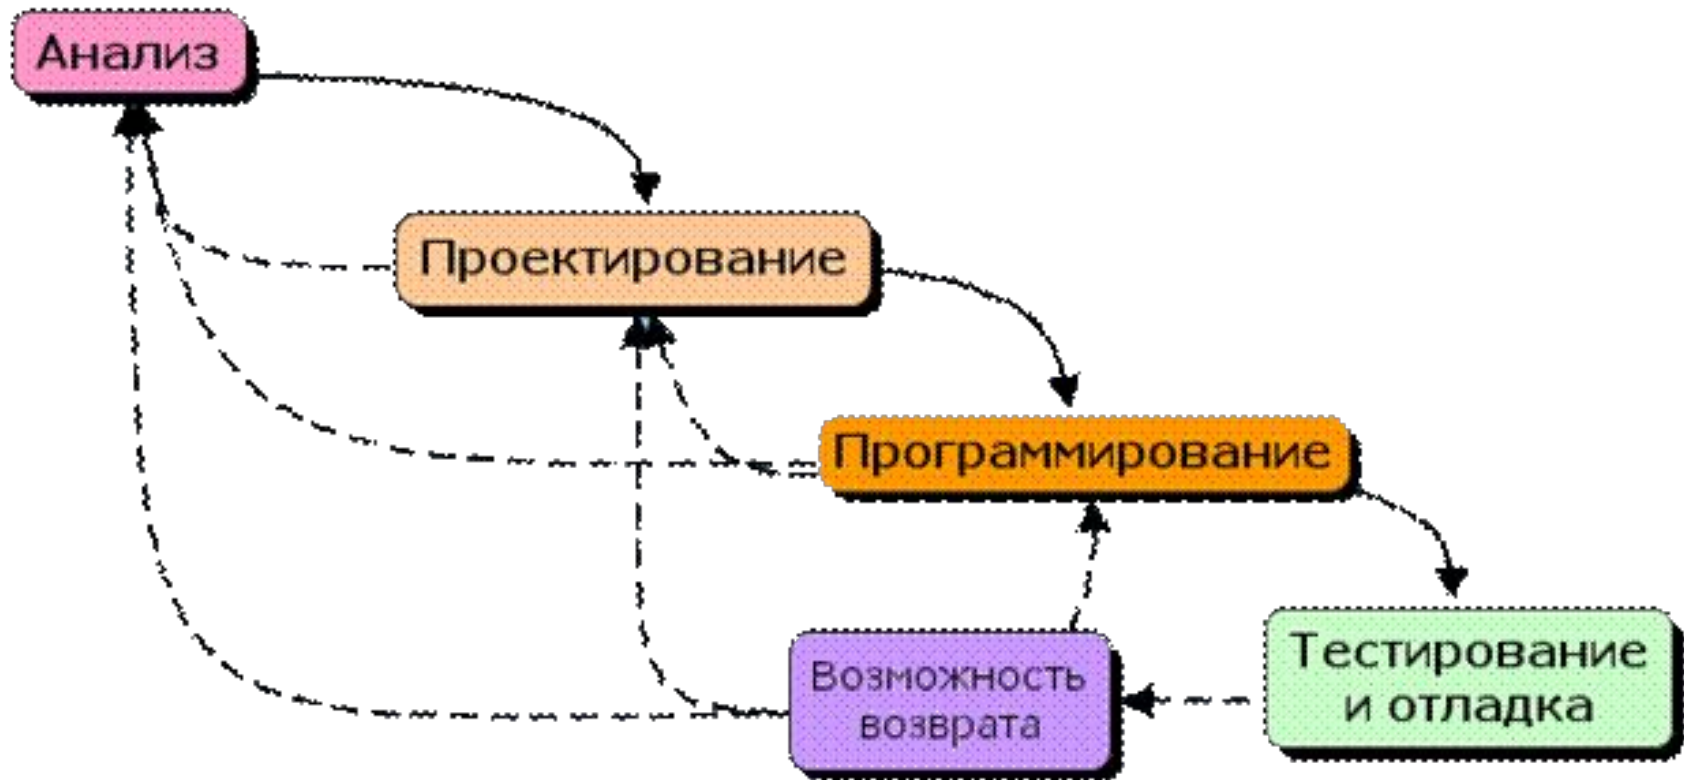 Анализ
Проектирование
Программирование
Возможность
возврата
Тестирование
и отладка